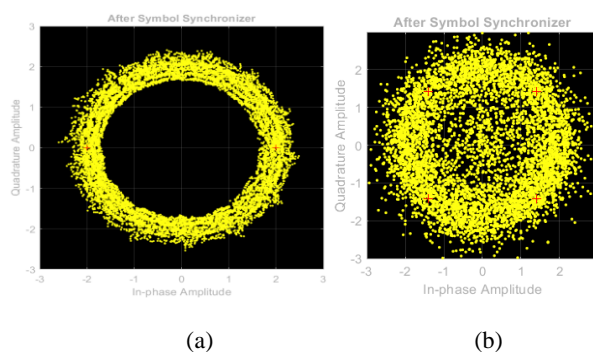 After Symbol Synchronizer
3
2
1
0
-1
-2
-3
Quadrature Amplitude
-3 -2 -1 0 1 2 3
In-phase Amplitude
(a)
After Symbol Synchronizer
2
1
0
-1
-2
-3
Quadrature Amplitude
-3 -2 -1 0 1 2
In-phase Amplitude
(b)